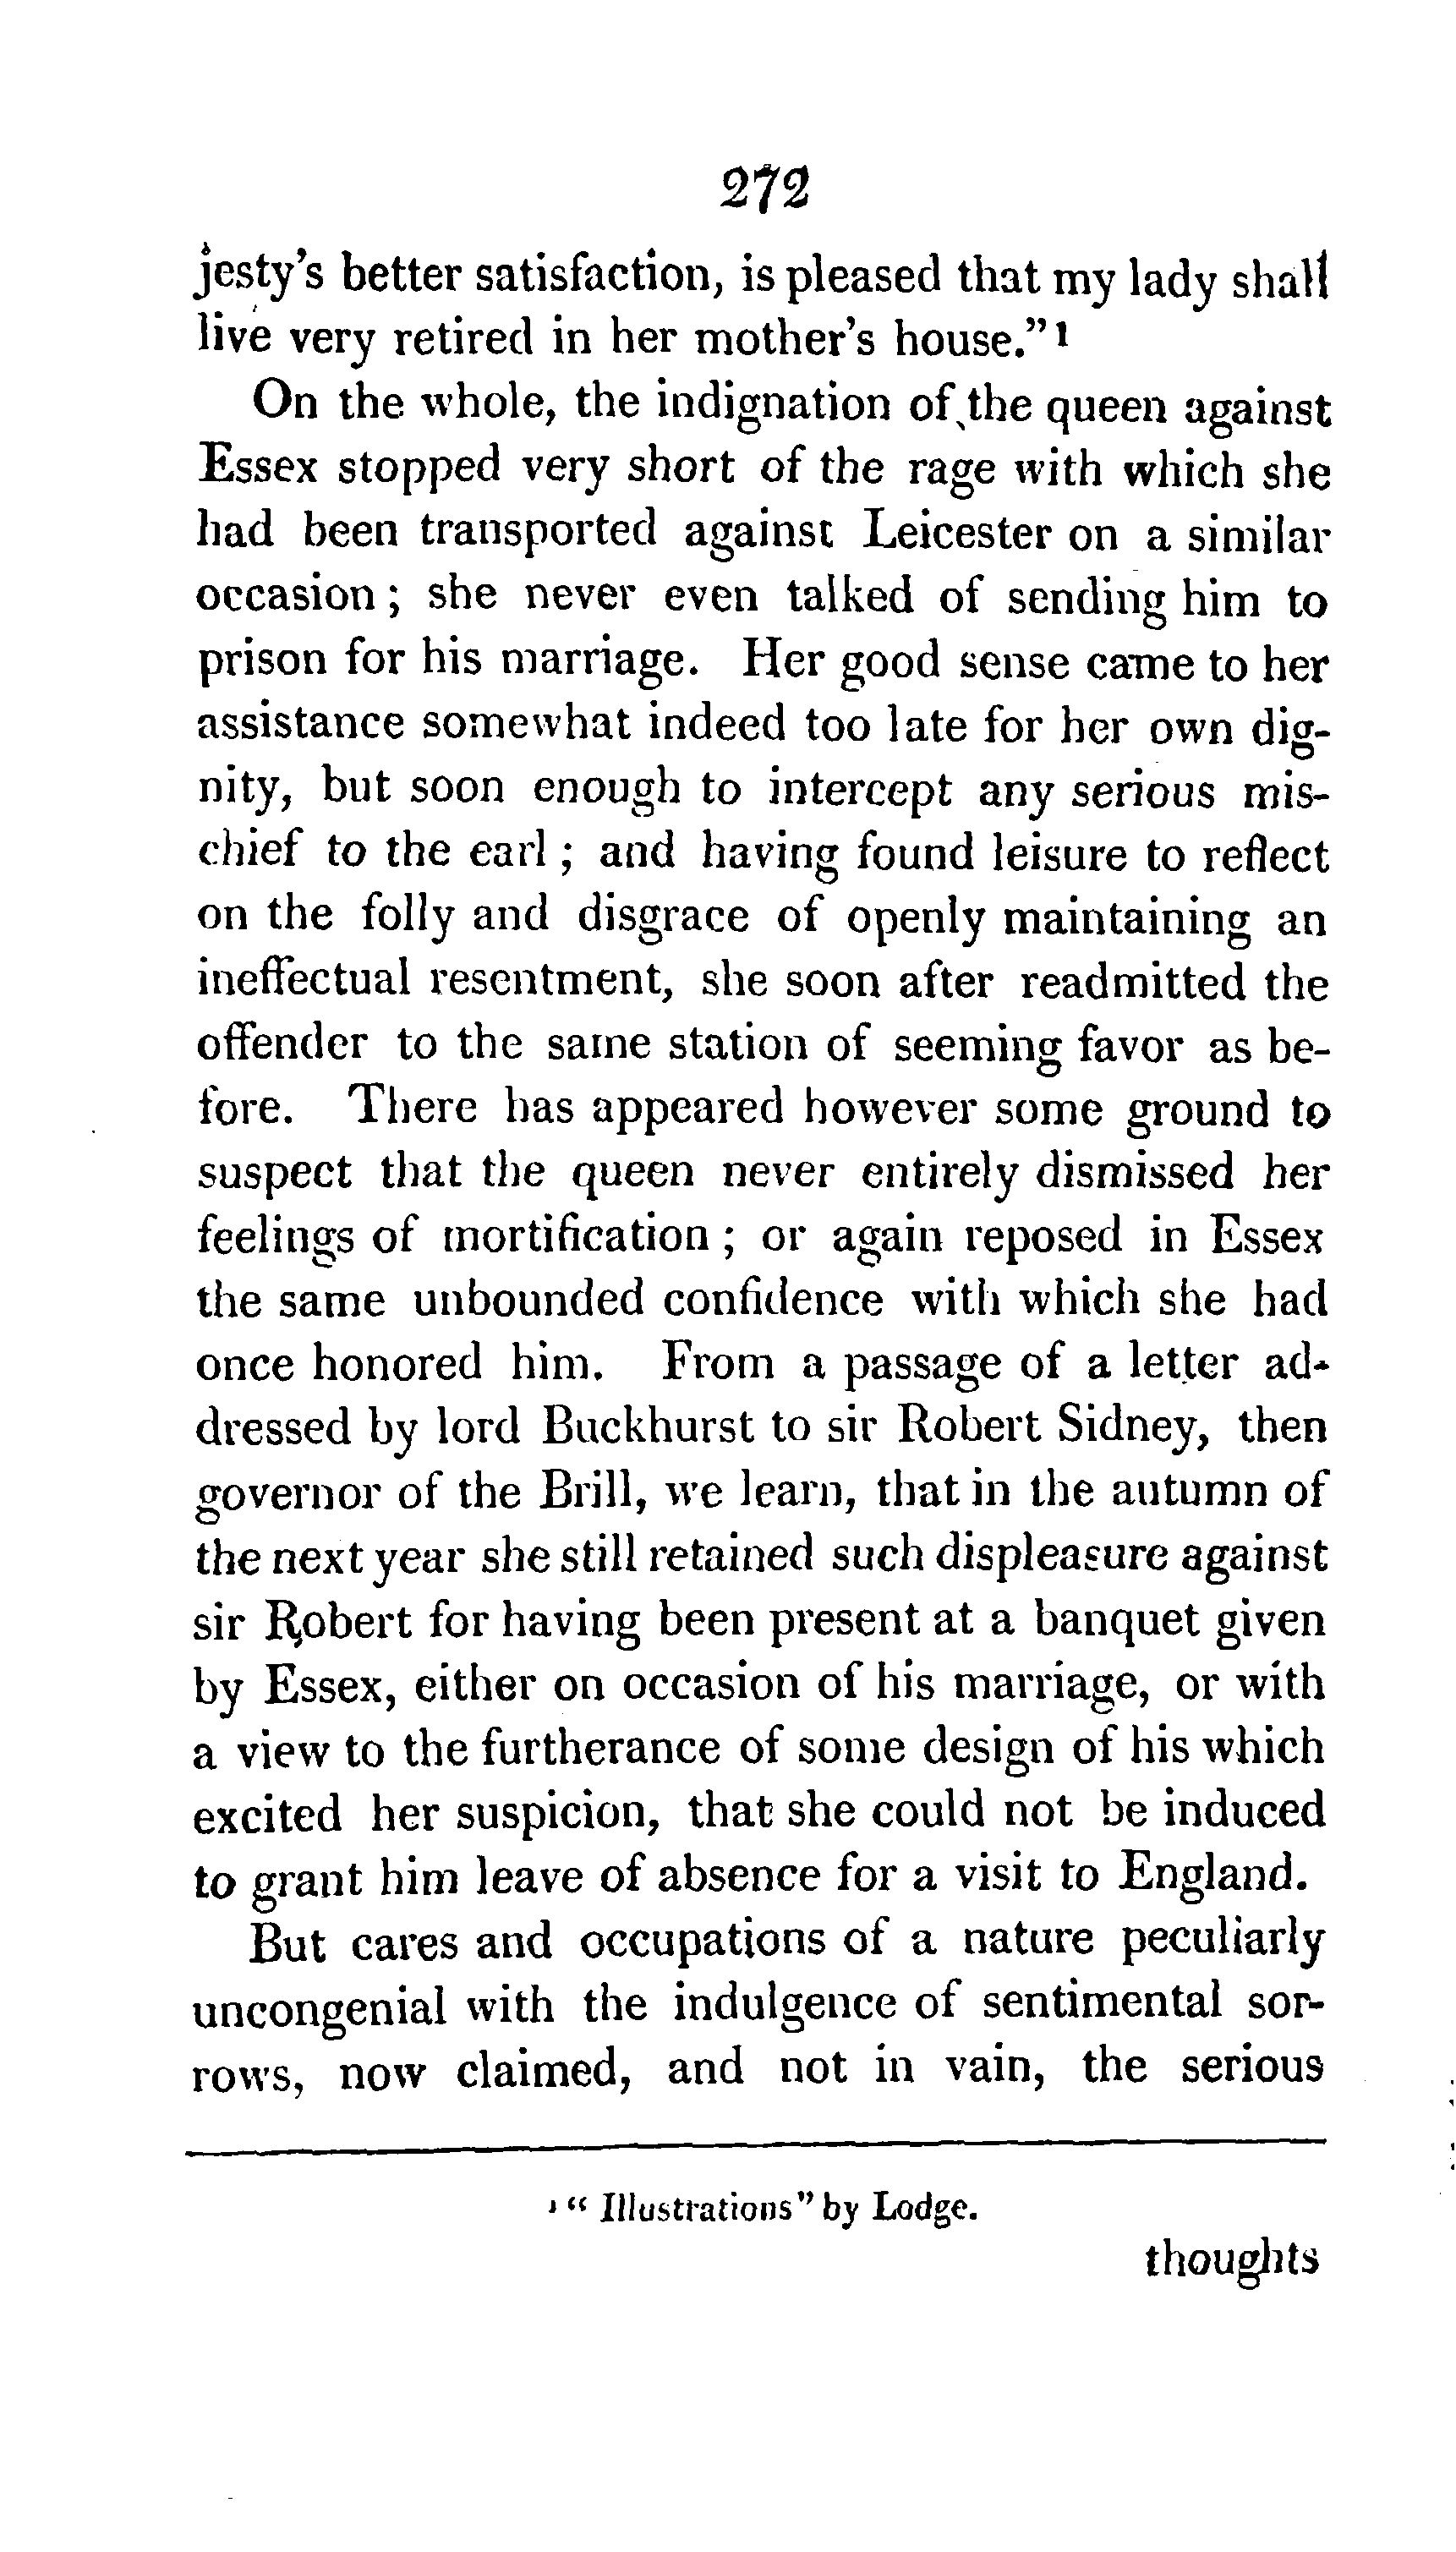 272
jesty's better satisfaction, is pleased that my lady shall
live very retired in her mother's house." 1
On the whole, the indignation of the queen against
Essex stopped very short of the rage with which she
had been transported against Leicester on a similar
occasion ; she never even talked of sending him to
prison for his marriage. Her good sense came to her
assistance somewhat indeed too late for her own dig-
nity, but soon enough to intercept any serious mis-
chief to the earl ; and having found leisure to reflect
on the folly and disgrace of openly maintaining an
ineffectual resentment, she soon after readmitted the
offender to the same station of seeming favor as be-
fore. There has appeared however some ground to
suspect that the queen never entirely dismissed her
feelings of mortification ; or again reposed in Essex
the same unbounded confidence with which she had
once honored him. From a passage of a letter ad-
dressed by lord Buckhurst to sir Robert Sidney, then
governor of the Brill, we learn, that in the autumn of
the next year she still retained such displeasure against
sir Robert for having been present at a banquet given
by Essex, either on occasion of his marriage, or with
a view to the furtherance of some design of his which
excited her suspicion, that she could not be induced
to grant him leave of absence for a visit to England.
But cares and occupations of a nature peculiarly
uncongenial with the indulgence of sentimental sor-
rows, now claimed, and not in vain, the serious
1 " Illustrations" by Lodge.
thoughts